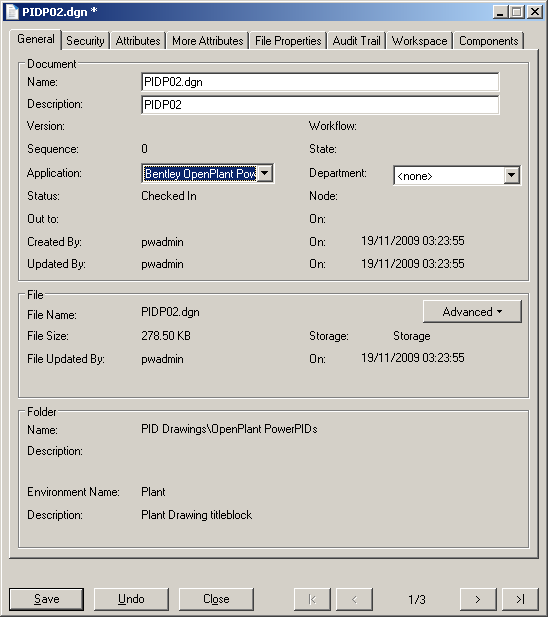 PIDP02.dgn *
General Security Attributes More Attributes File Properties Audit Trail Workspace Components
Document
Name: PIDP02.dgn
Description: PIDP02
Version: Workflow:
Sequence: 0 State:
Application: Bentley OpenPlant Pow Department: <none>
Status: Checked In Node:
Out to: On:
Created By: pwadmin On: 19/11/2009 03:23:55
Updated By: pwadmin On: 19/11/2009 03:23:55
File
File Name: PIDP02.dgn Advanced
File Size: 278.50 KB Storage: Storage
File Updated By: pwadmin On: 19/11/2009 03:23:55
Folder
Name: PID Drawings\OpenPlant PowerPIDs
Description:
Environment Name: Plant
Description: Plant Drawing titleblock
Save Undo Close 1/3